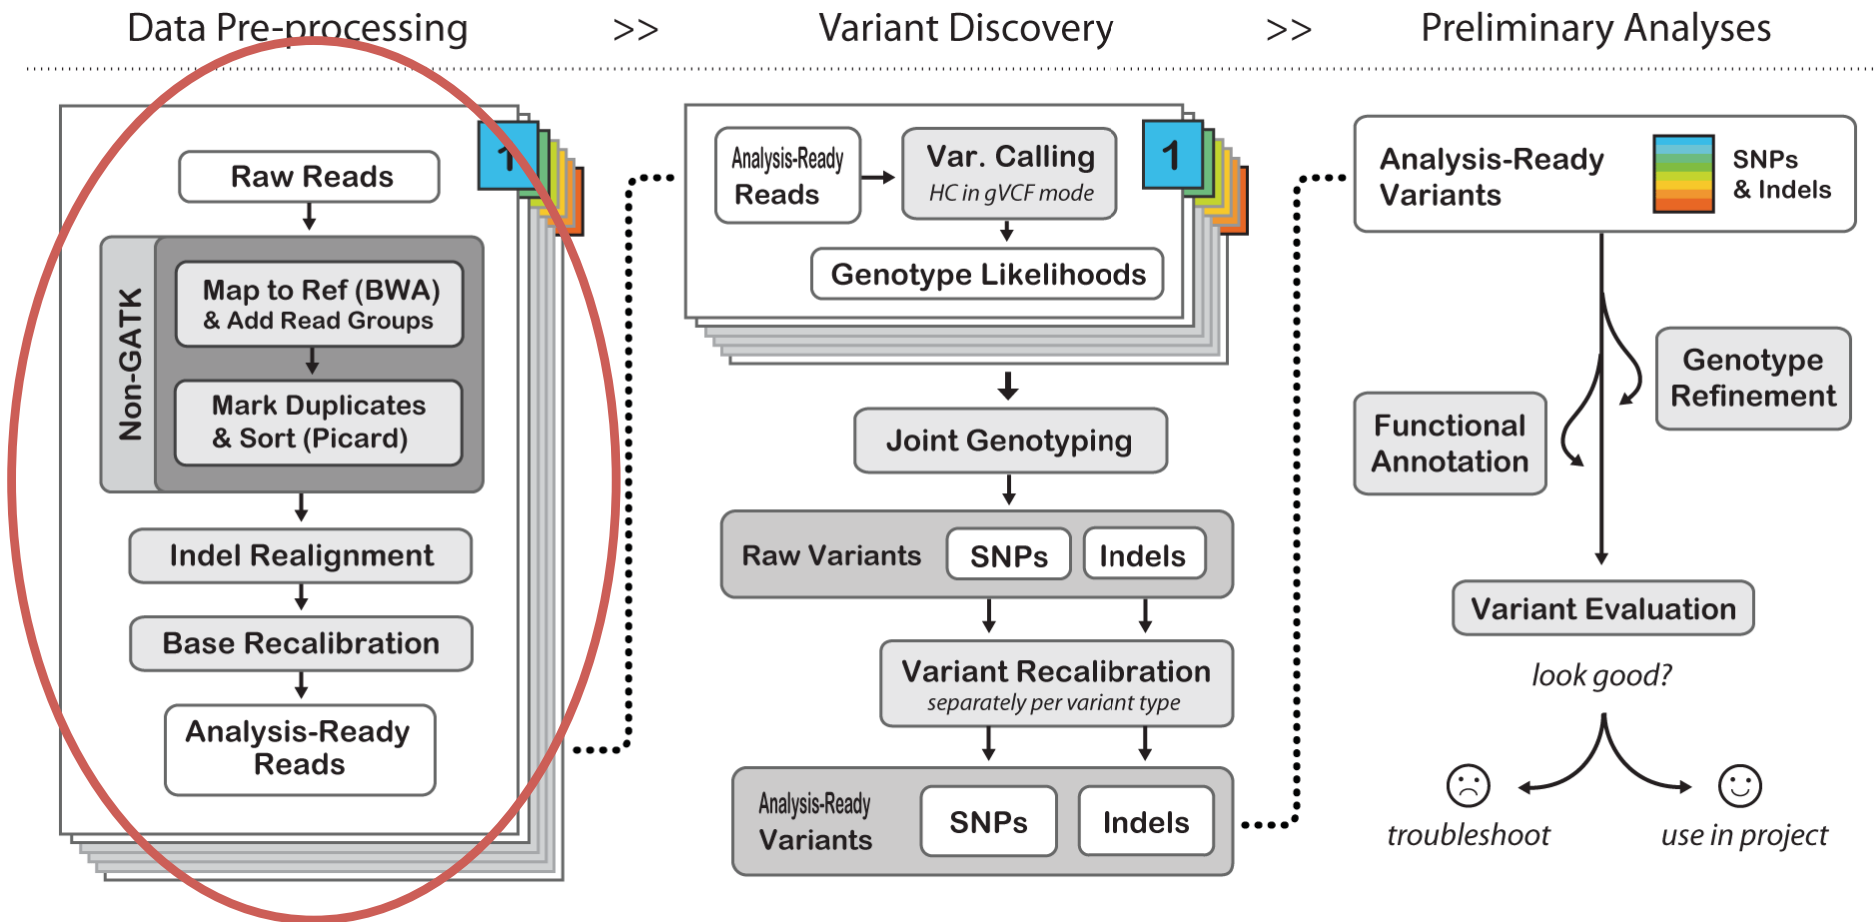 Data Pre-processing >> Variant Discovery >> Preliminary Analyses
1
Raw Reads
Non-GATK
Map to Ref (BWA)
& Add Read Groups
Mark Duplicates
& Sort (Picard)
Indel Realignment
Base Recalibration
Analysis-Ready
Reads
Analysis-Ready
Reads
Var. Calling
HC in gVCF mode
1
Genotype Likelihoods
Joint Genotyping
Raw Variants
SNPs
Indels
Variant Recalibration
separately per variant type
Analysis-Ready
Variants
SNPs
Indels
Analysis-Ready
Variants
SNPs
& Indels
Genotype
Refinement
Functional
Annotation
Variant Evaluation
look good?
troubleshoot
use in project